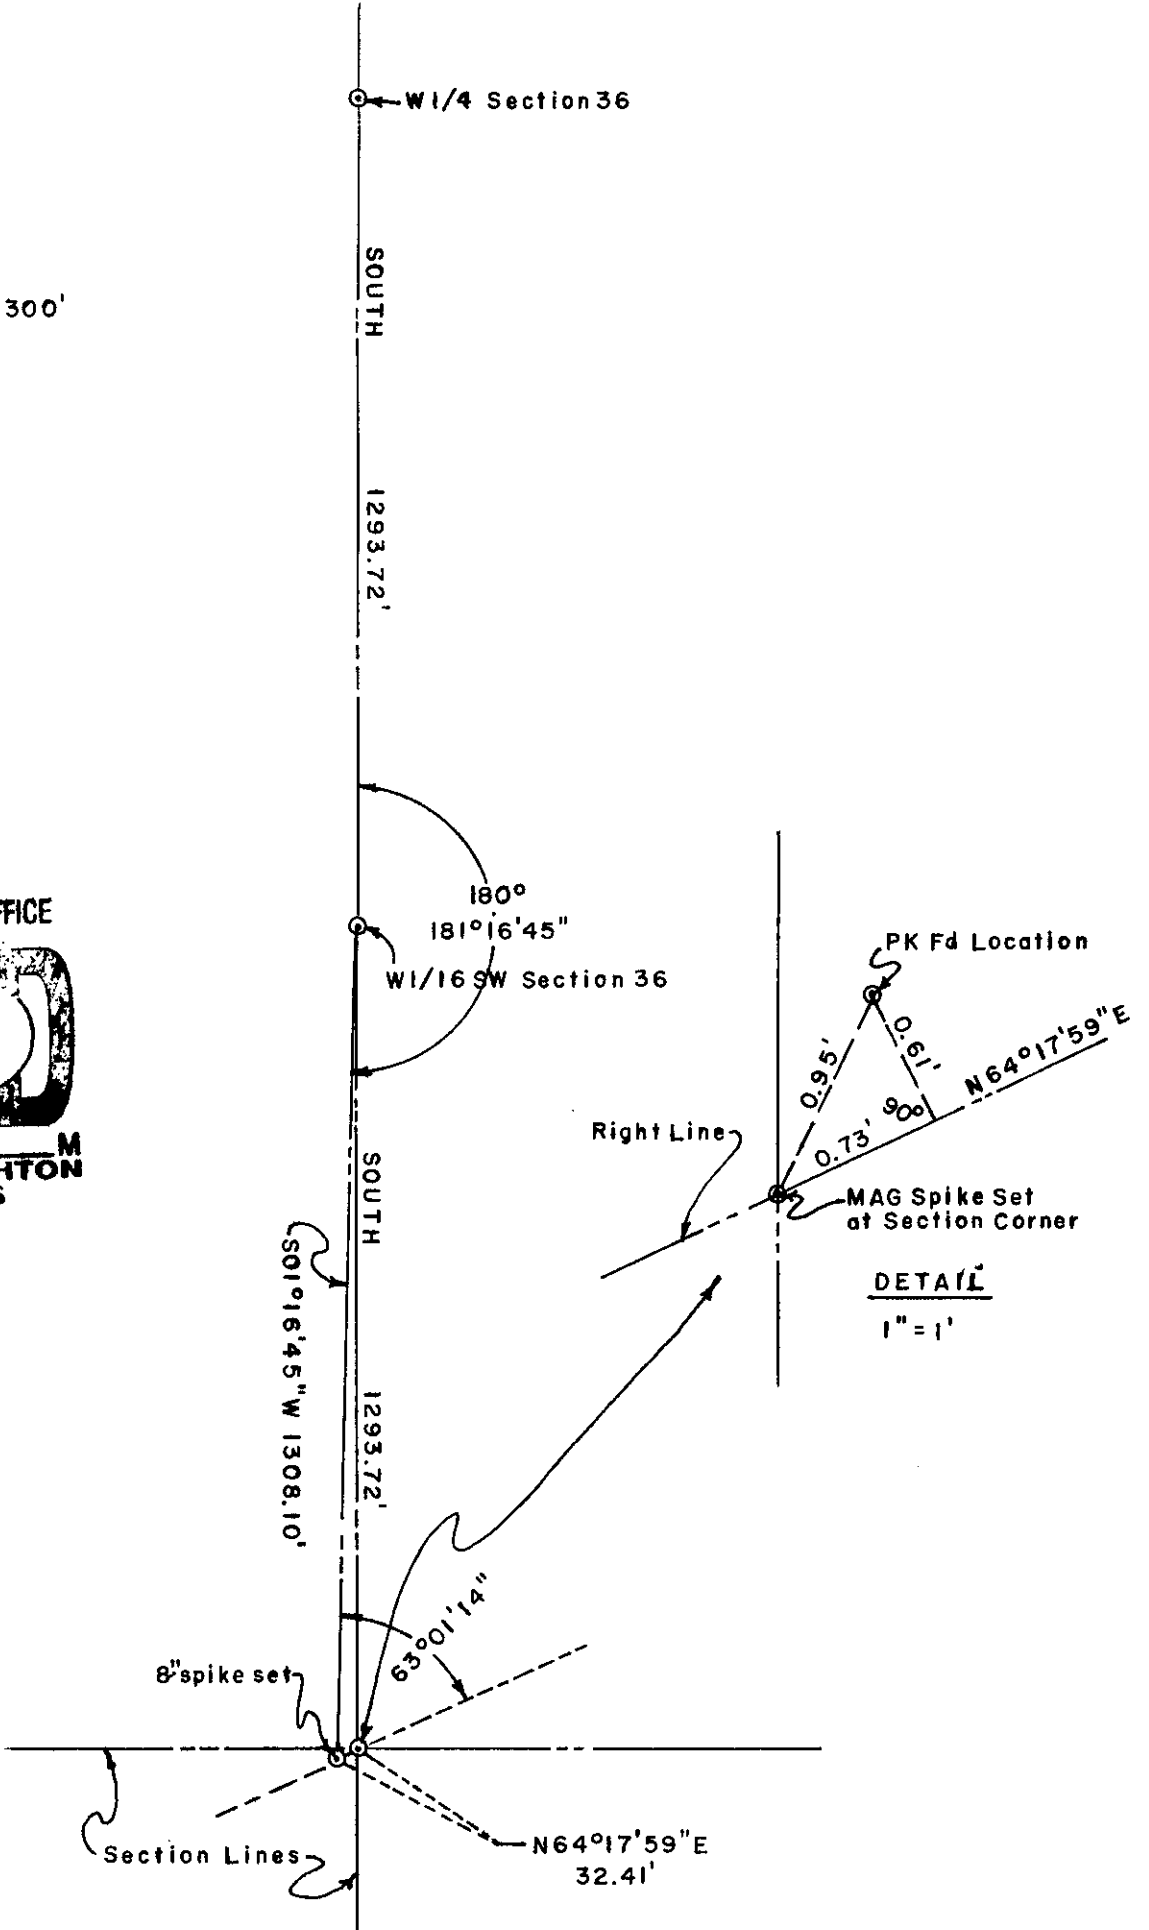 W1/4 Section 36
SOUTH
300'
1293.72'
180°
181°16'45"
W1/16 SW Section 36
FFICE
M
HTON
S
PK Fd Location
0.95'
0.61'
N64°17'59"E
90°
0.73'
Right Line
MAG Spike Set
at Section Corner
DETAIL
1" = 1'
SOUTH
S01°16'45"W 1308.10'
1293.72'
63°01'14"
8"spike set
Section Lines
N64°17'59"E
32.41'